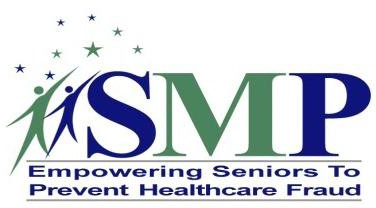 SMP
Empowering Seniors To
Prevent Healthcare Fraud